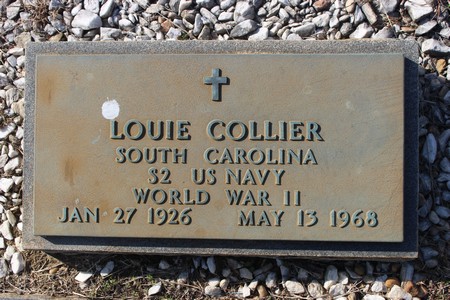 LOUIE COLLIER
SOUTH CAROLINA
S2 US NAVY
WORLD WAR II
JAN 27 1926 MAY 13 1968